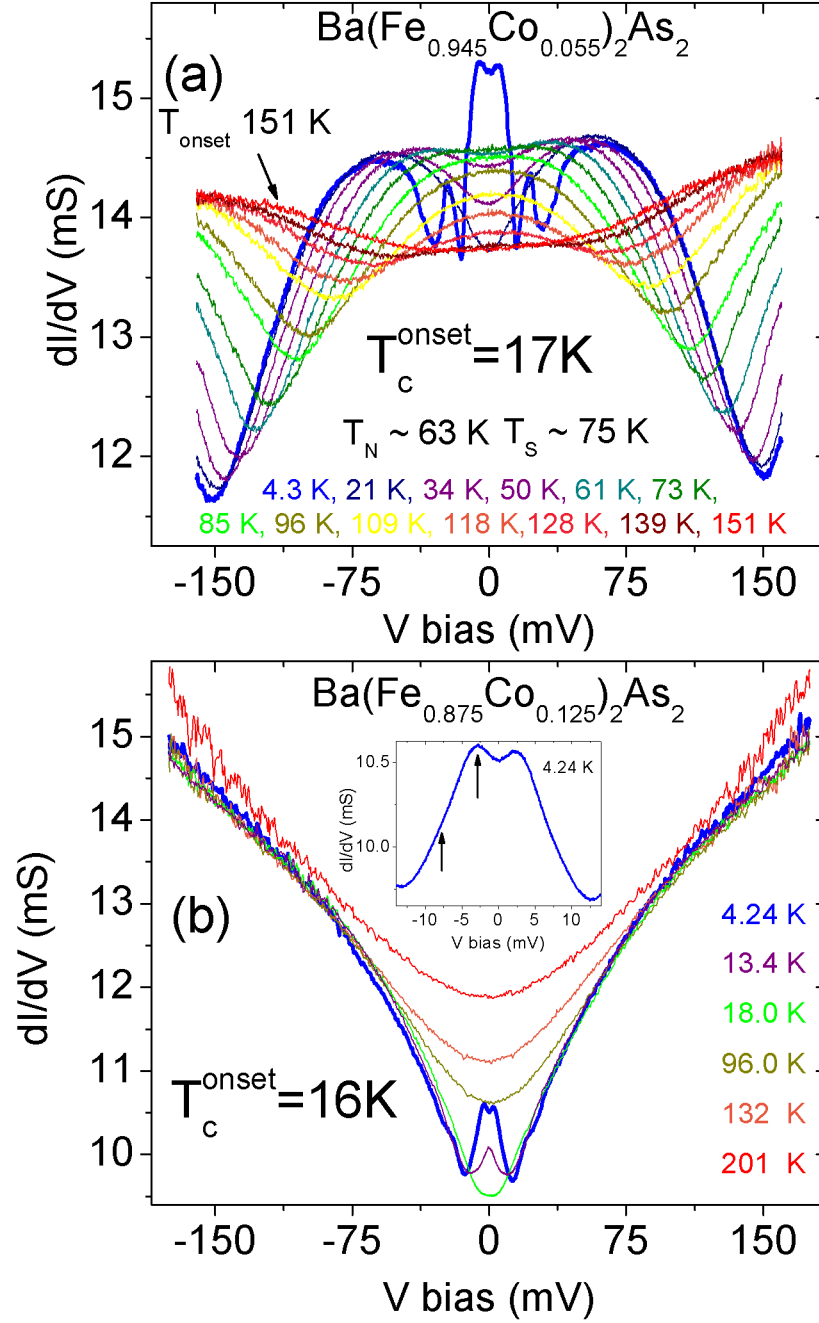 Ba(Fe0.945Co0.055)2As2
(a)
Tonset 151 K
15
14
13
12
dI/dV (mS)
Tconset=17K
TN ~ 63 K TS ~ 75 K
4.3 K, 21 K, 34 K, 50 K, 61 K, 73 K,
85 K, 96 K, 109 K, 118 K,128 K, 139 K, 151 K
-150 -75 0 75 150
V bias (mV)
Ba(Fe0.875Co0.125)2As2
15
14
13
12
11
10
dI/dV (mS)
10.5
10.0
dI/dV (mS)
4.24 K
-10 -5 0 5 10
V bias (mV)
(b)
4.24 K
13.4 K
18.0 K
96.0 K
132 K
201 K
Tconset=16K
-150 -75 0 75 150
V bias (mV)